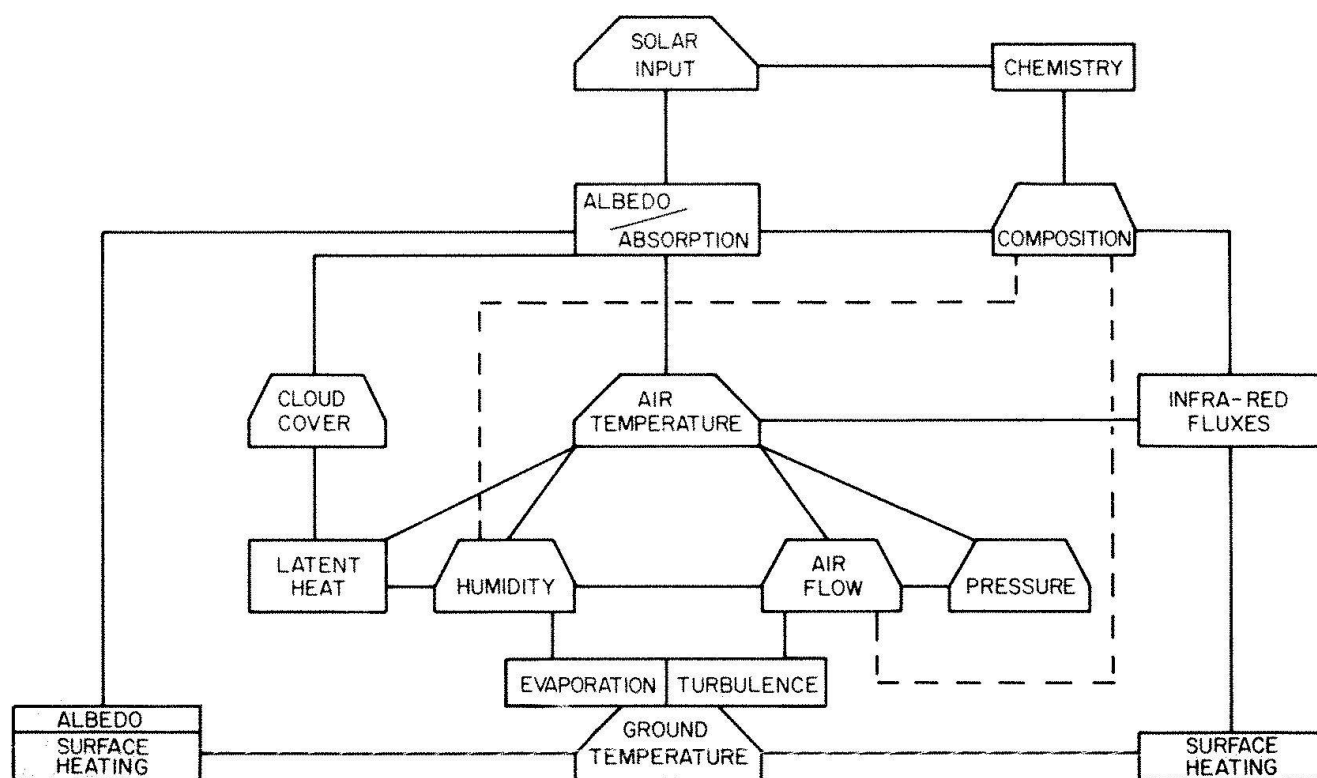 SOLAR
INPUT
CHEMISTRY
ALBEDO
ABSORPTION
COMPOSITION
CLOUD
COVER
AIR
TEMPERATURE
INFRA-RED
FLUXES
LATENT
HEAT
HUMIDITY
AIR
FLOW
PRESSURE
EVAPORATION
TURBULENCE
ALBEDO
SURFACE
HEATING
GROUND
TEMPERATURE
SURFACE
HEATING